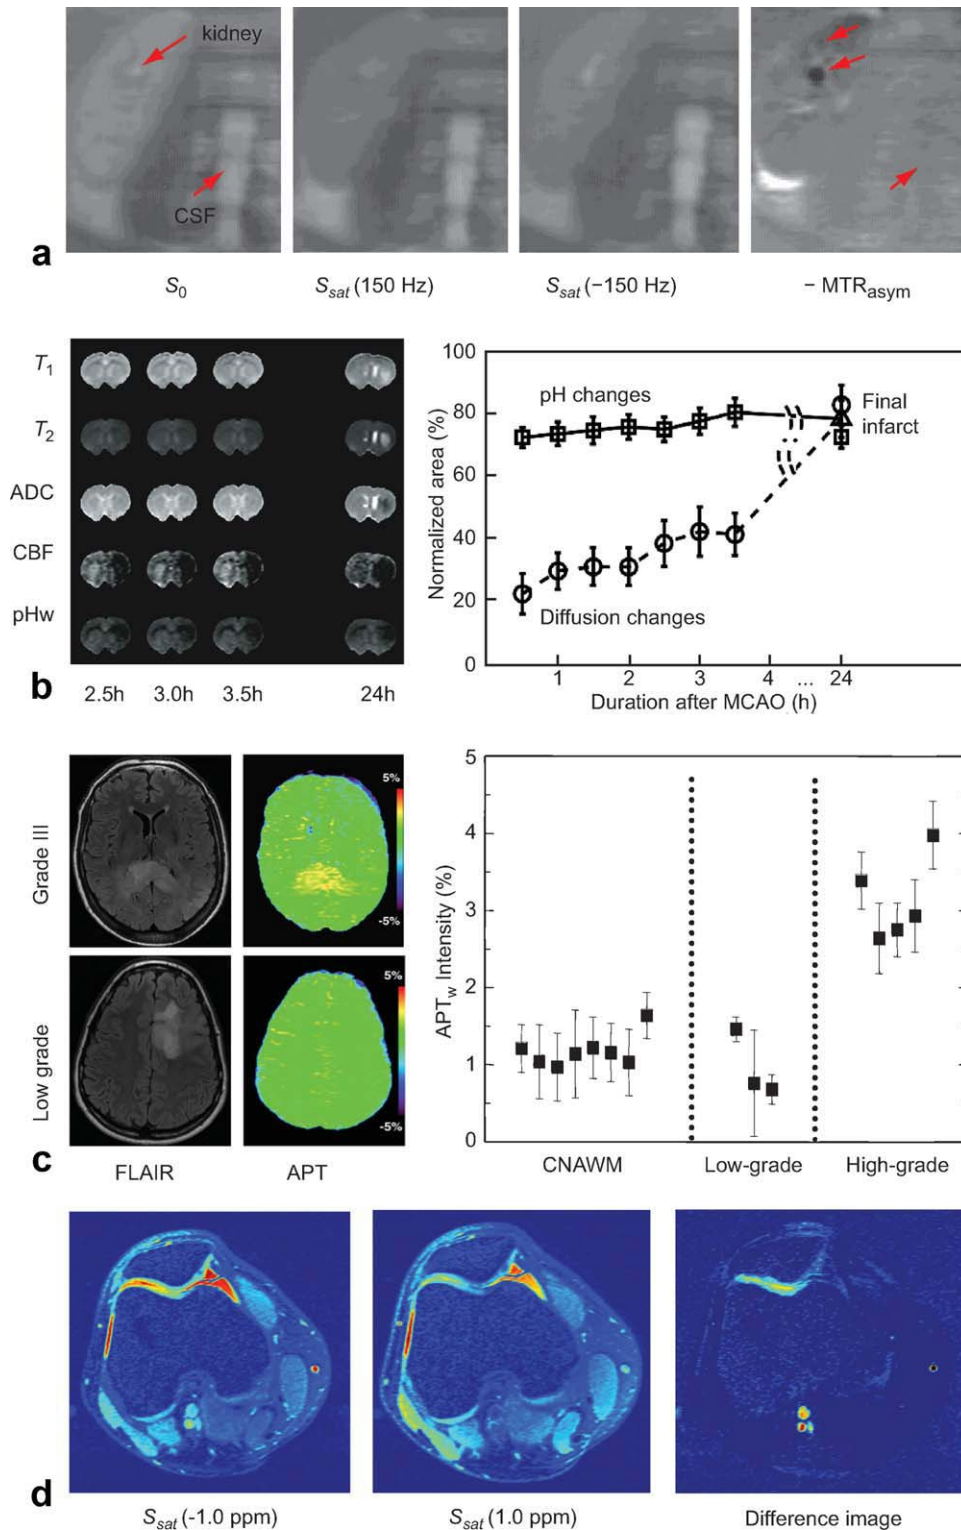 kidney
CSF
a
S0
Ssat (150 Hz)
Ssat (−150 Hz)
− MTRasym
T1
T2
ADC
CBF
pHw
2.5h 3.0h 3.5h 24h
b
100
80
60
40
20
0
Normalized area (%)
pH changes
Final
infarct
Diffusion changes
1 2 3 4 ... 24
Duration after MCAO (h)
Grade III
5%
-5%
Low grade
5%
-5%
c
FLAIR APT
5
4
3
2
1
0
APTw Intensity (%)
CNAWM Low-grade High-grade
d
Ssat (-1.0 ppm) Ssat (1.0 ppm) Difference image